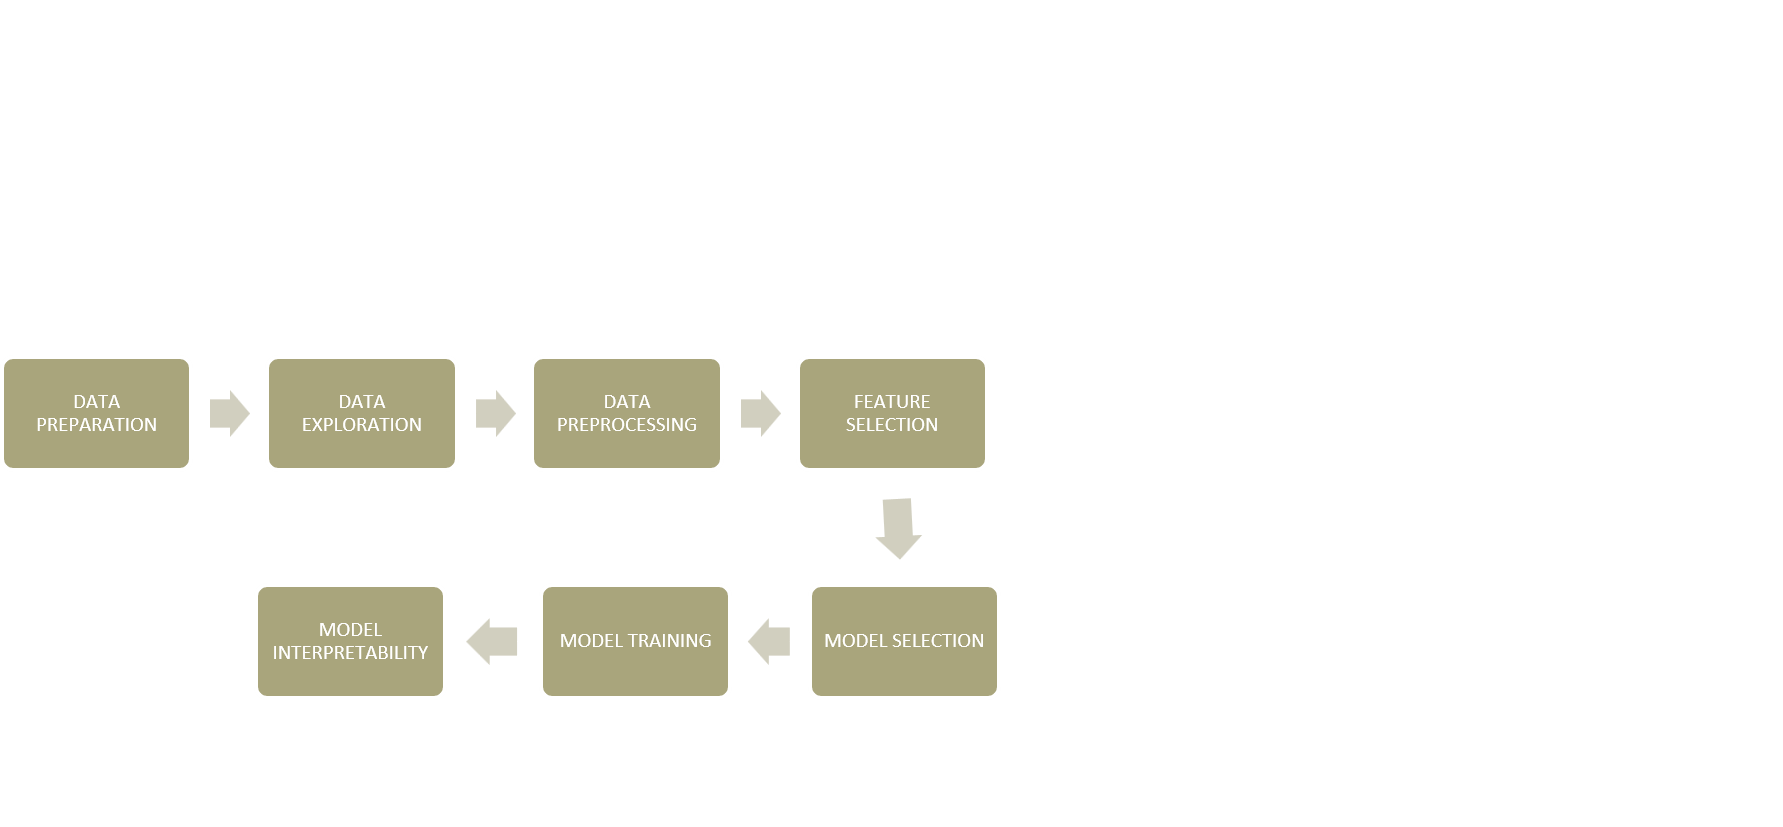 DATA
PREPARATION
DATA
EXPLORATION
DATA
PREPROCESSING
FEATURE
SELECTION
MODEL SELECTION
MODEL TRAINING
MODEL
INTERPRETABILITY